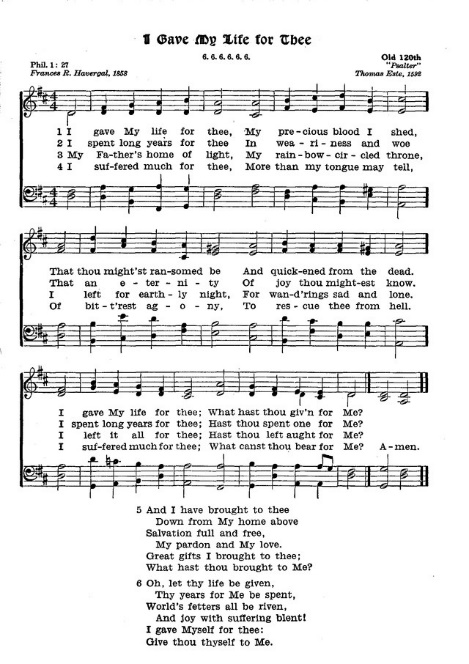 I Gave My Life for Thee
6. 6. 6. 6. 6. 6.
Phil. 1: 27
Frances R. Havergal, 1858
Old 120th
"Psalter"
Thomas Este, 1592
1 I gave My life for thee, My pre-cious blood I shed,
2 I spent long years for thee In wea-ri-ness and woe
3 My Fa-ther's home of light, My rain-bow-cir-cled throne,
4 I suf-fered much for thee, More than my tongue may tell,
That thou might'st ran-somed be And quick-ened from the dead.
That an e-ter-ni-ty Of joy thou might-est know.
I left for earth-ly night, For wan-d'rings sad and lone.
Of bit-t'rest ag-o-ny, To res-cue thee from hell.
I gave My life for thee; What hast thou giv'n for Me?
I spent long years for thee; Hast thou spent one for Me?
I left it all for thee; Hast thou left aught for Me?
I suf-fered much for thee; What canst thou bear for Me? A-men.
5 And I have brought to thee
Down from My home above
Salvation full and free,
My pardon and My love.
Great gifts I brought to thee;
What hast thou brought to Me?
6 Oh, let thy life be given,
Thy years for Me be spent,
World's fetters all be riven,
And joy with suffering blent!
I gave Myself for thee:
Give thou thyself to Me.